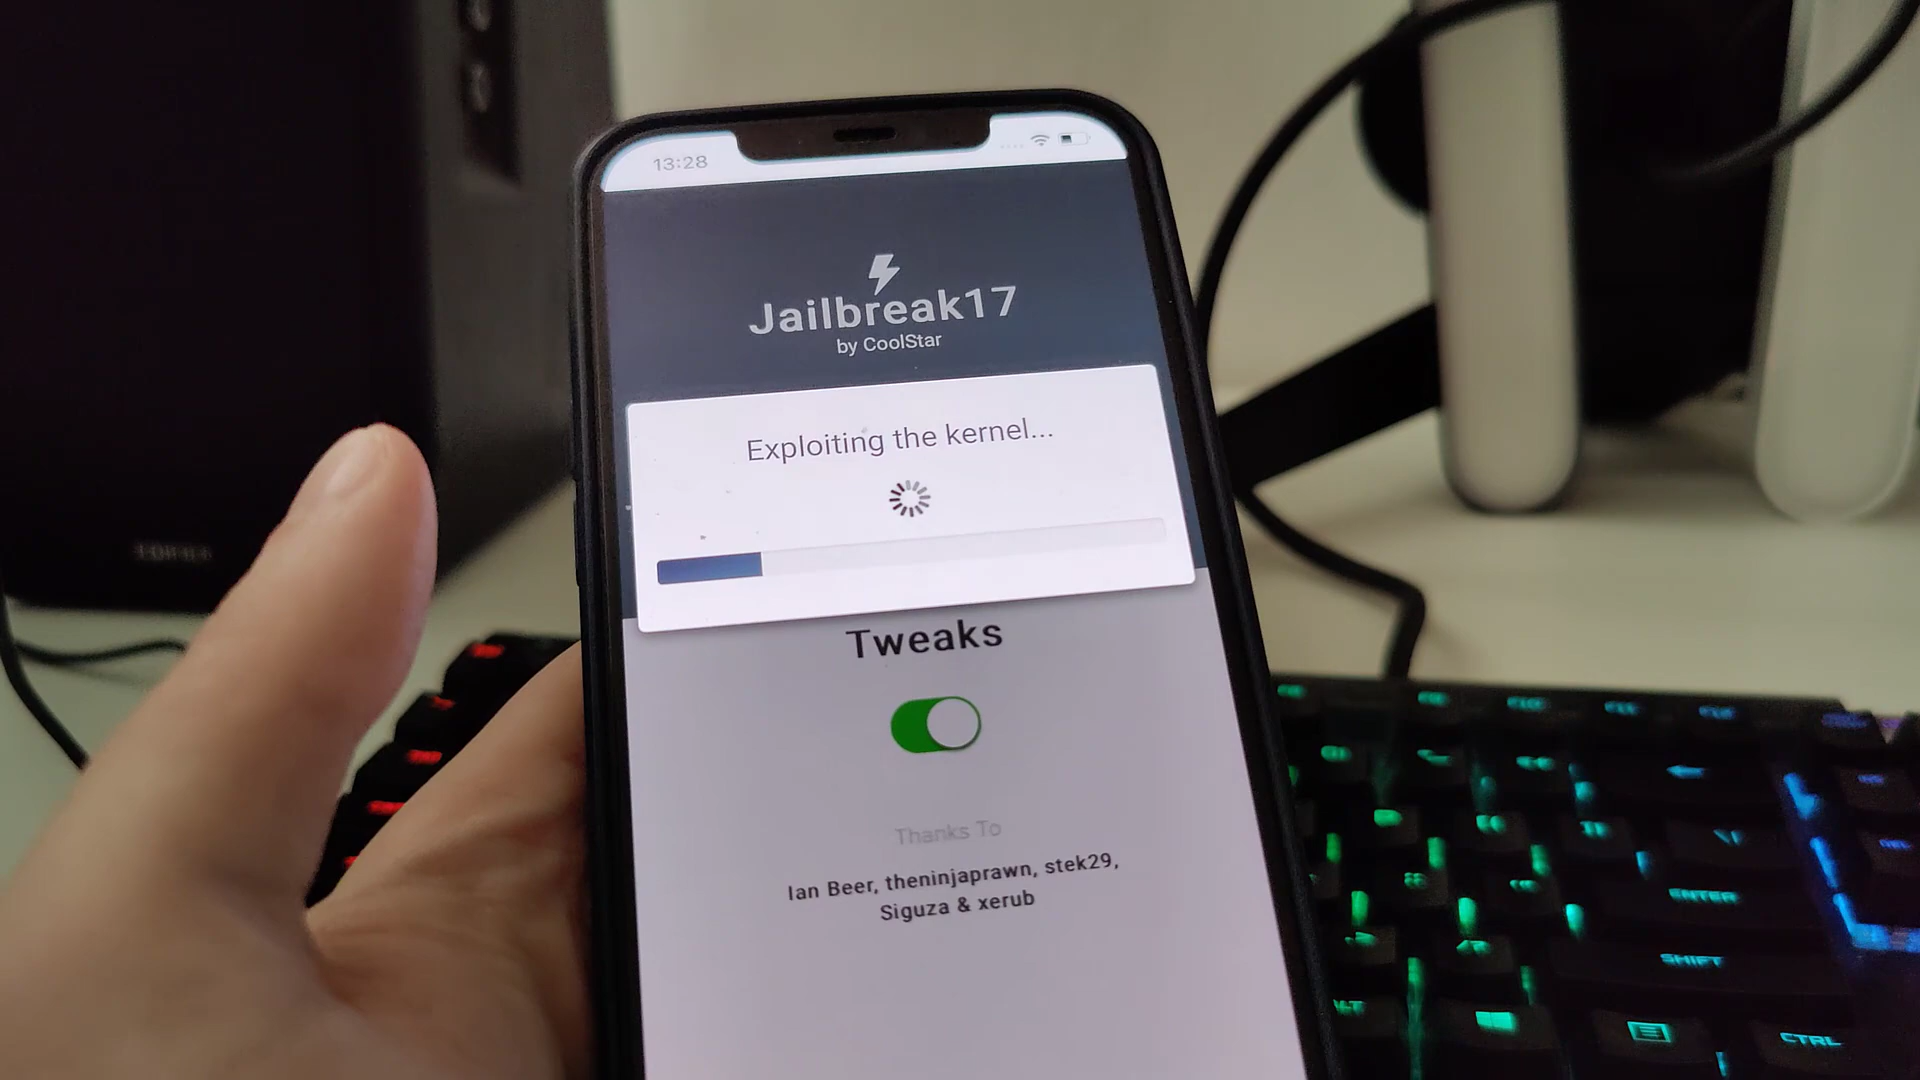 13:28
Jailbreak17
by CoolStar
Exploiting the kernel...
Tweaks
Thanks To
Ian Beer, theninjaprawn, stek29,
Siguza & xerub
ENTER
SHIFT
CTRL